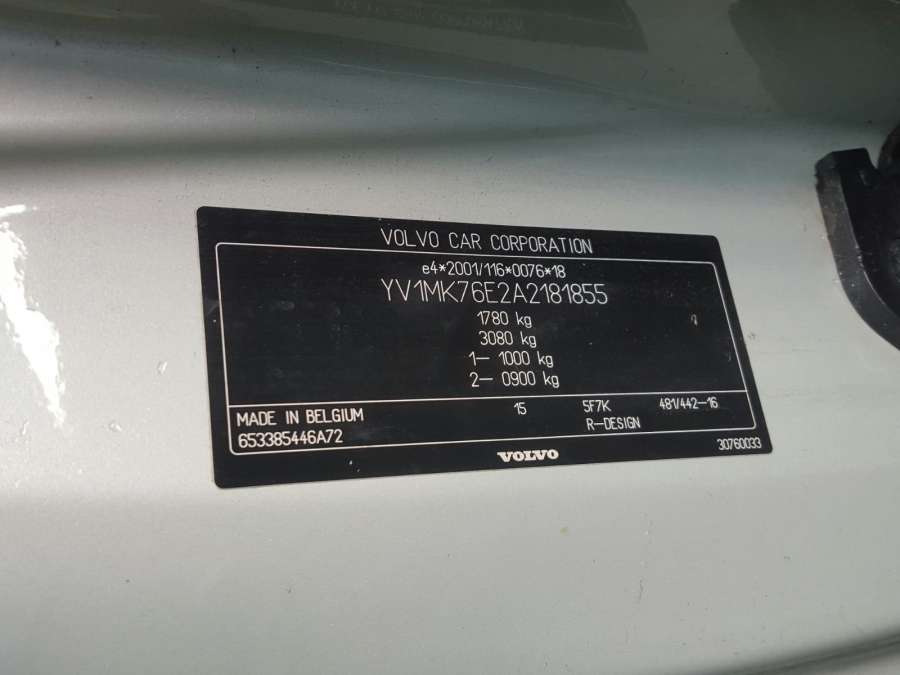 VOLVO CAR CORPORATION
e4*2001/116*0076*18
YV1MK76E2A2181855
1780 kg
3080 kg
1— 1000 kg
2— 0900 kg
MADE IN BELGIUM 15 5F7K 481/442—16
653385446A72 R—DESIGN 30760033
VOLVO